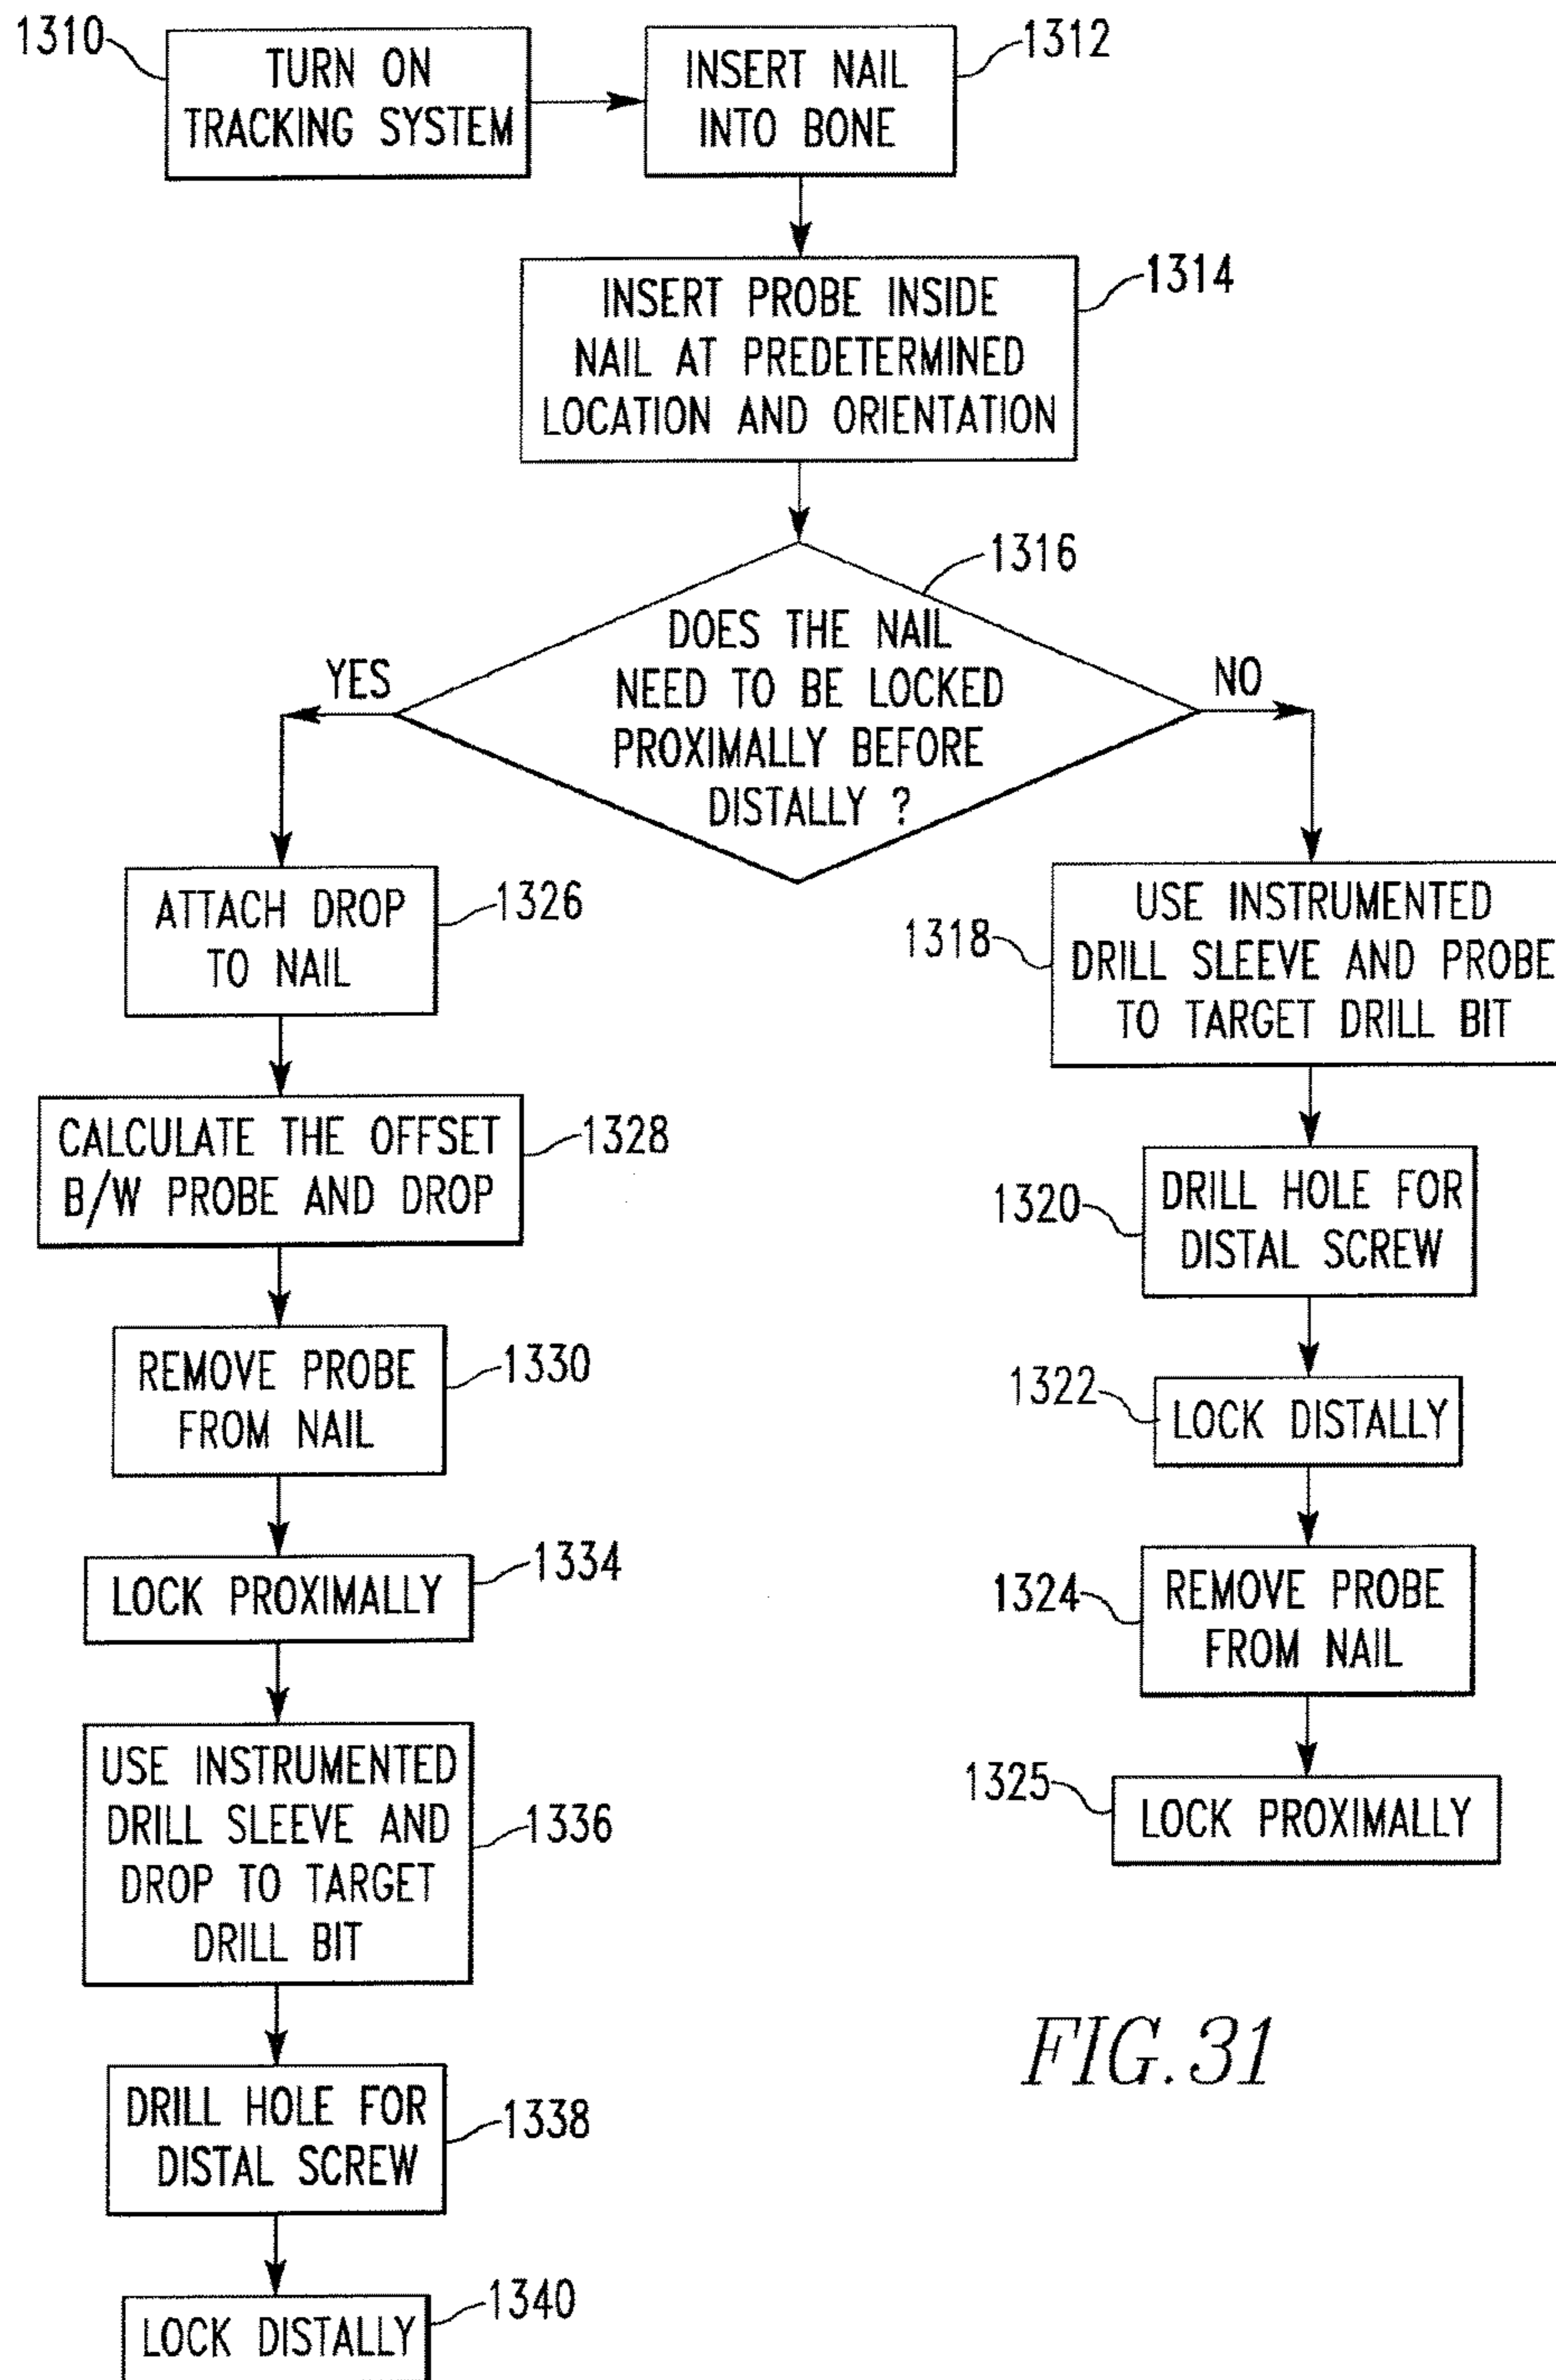 1310
TURN ON
TRACKING SYSTEM
1312
INSERT NAIL
INTO BONE
1314
INSERT PROBE INSIDE
NAIL AT PREDETERMINED
LOCATION AND ORIENTATION
1316
DOES THE NAIL
NEED TO BE LOCKED
PROXIMALLY BEFORE
DISTALLY ?
YES
NO
1326
ATTACH DROP
TO NAIL
1328
CALCULATE THE OFFSET
B/W PROBE AND DROP
1330
REMOVE PROBE
FROM NAIL
1334
LOCK PROXIMALLY
1336
USE INSTRUMENTED
DRILL SLEEVE AND
DROP TO TARGET
DRILL BIT
1338
DRILL HOLE FOR
DISTAL SCREW
1340
LOCK DISTALLY
1318
USE INSTRUMENTED
DRILL SLEEVE AND PROBE
TO TARGET DRILL BIT
1320
DRILL HOLE FOR
DISTAL SCREW
1322
LOCK DISTALLY
1324
REMOVE PROBE
FROM NAIL
1325
LOCK PROXIMALLY
FIG. 31